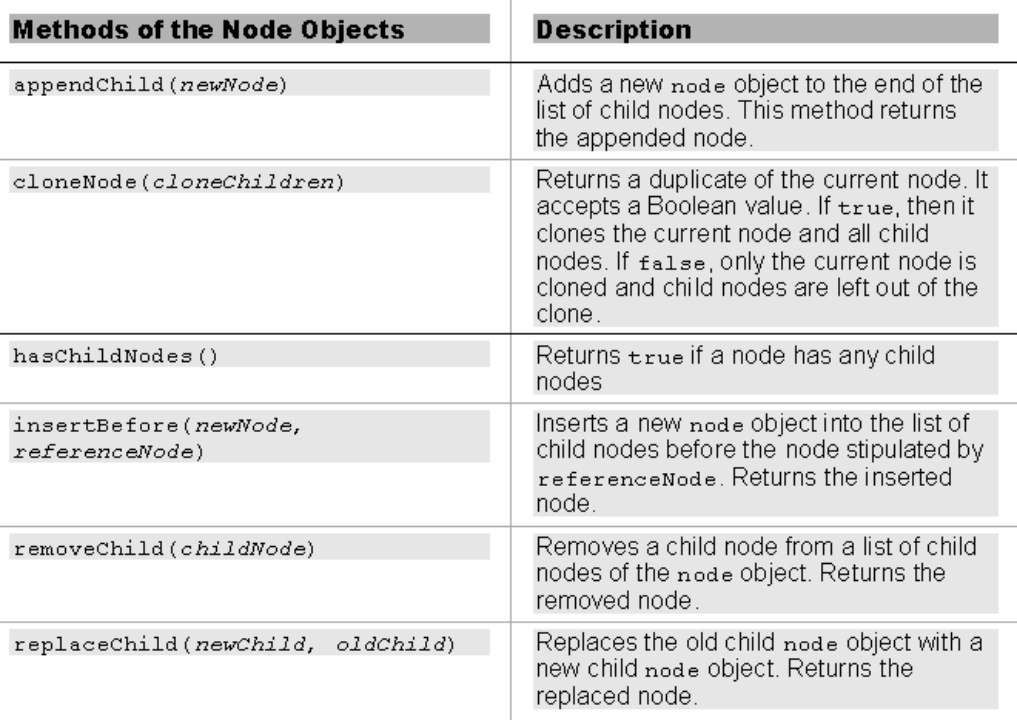 Methods of the Node Objects
Description
appendChild(newNode)
Adds a new node object to the end of the
list of child nodes. This method returns
the appended node.
cloneNode(cloneChildren)
Returns a duplicate of the current node. It
accepts a Boolean value. If true, then it
clones the current node and all child
nodes. If false, only the current node is
cloned and child nodes are left out of the
clone.
hasChildNodes()
Returns true if a node has any child
nodes
insertBefore(newNode,
referenceNode)
Inserts a new node object into the list of
child nodes before the node stipulated by
referenceNode. Returns the inserted
node.
removeChild(childNode)
Removes a child node from a list of child
nodes of the node object. Returns the
removed node.
replaceChild(newChild, oldChild)
Replaces the old child node object with a
new child node object. Returns the
replaced node.